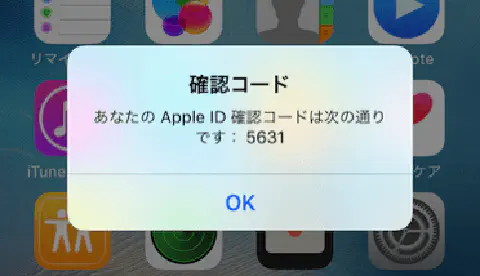 リマイ
ote
確認コード
あなたの Apple ID 確認コードは次の通り
です： 5631
iTune
ケア
OK